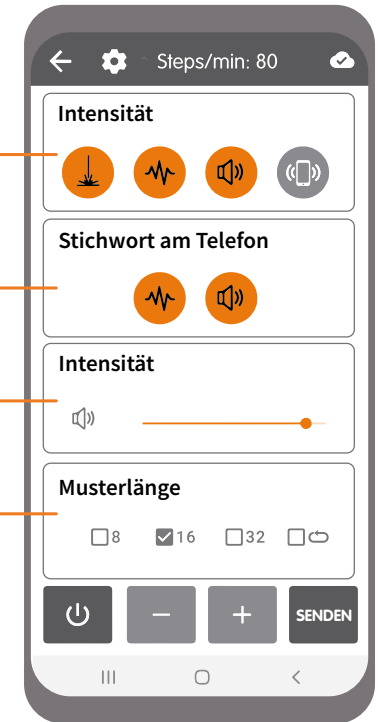 Steps/min: 80
Intensität
Stichwort am Telefon
Intensität
Musterlänge
8 16 32
SENDEN